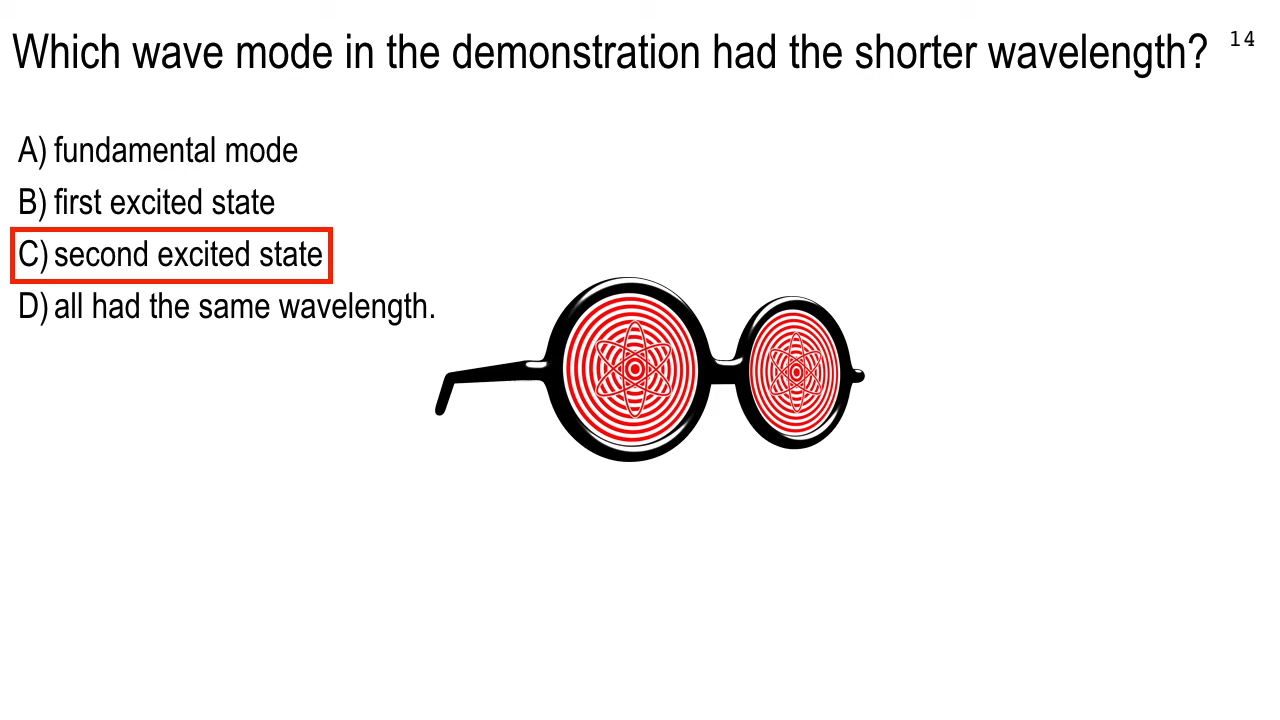 Which wave mode in the demonstration had the shorter wavelength?
14
A) fundamental mode
B) first excited state
C) second excited state
D) all had the same wavelength.